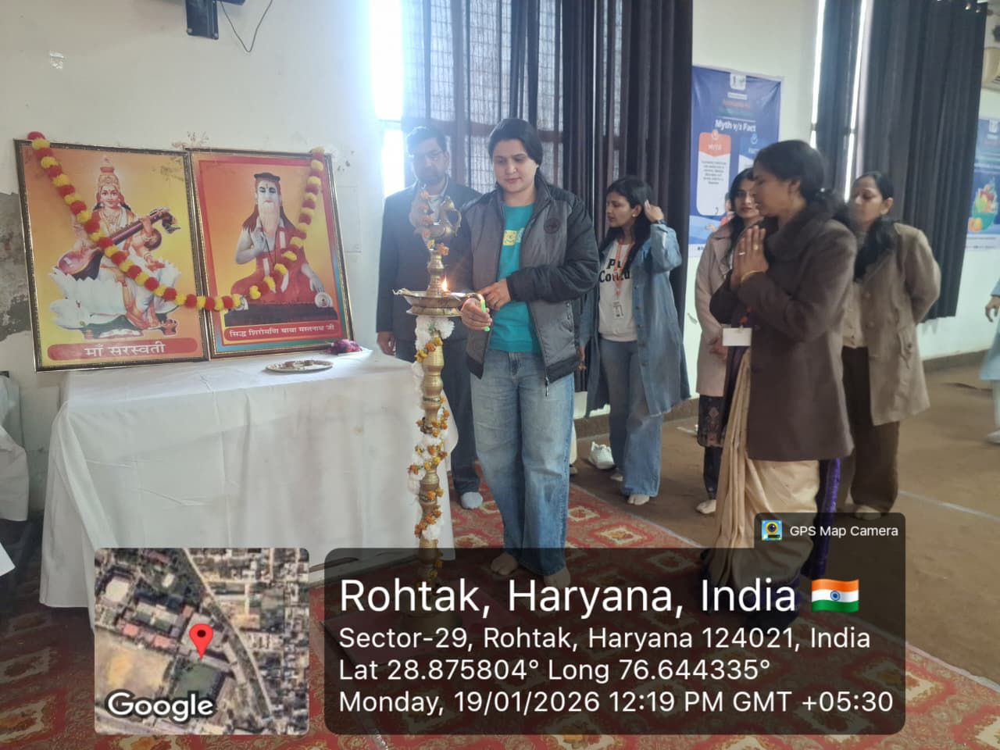 Myth v/s Fact
MYTH
माँ सरस्वती
सिद्ध शिरोमणि बाबा मस्तनाथ जी
GPS Map Camera
Rohtak, Haryana, India
Sector-29, Rohtak, Haryana 124021, India
Lat 28.875804° Long 76.644335°
Monday, 19/01/2026 12:19 PM GMT +05:30
Google